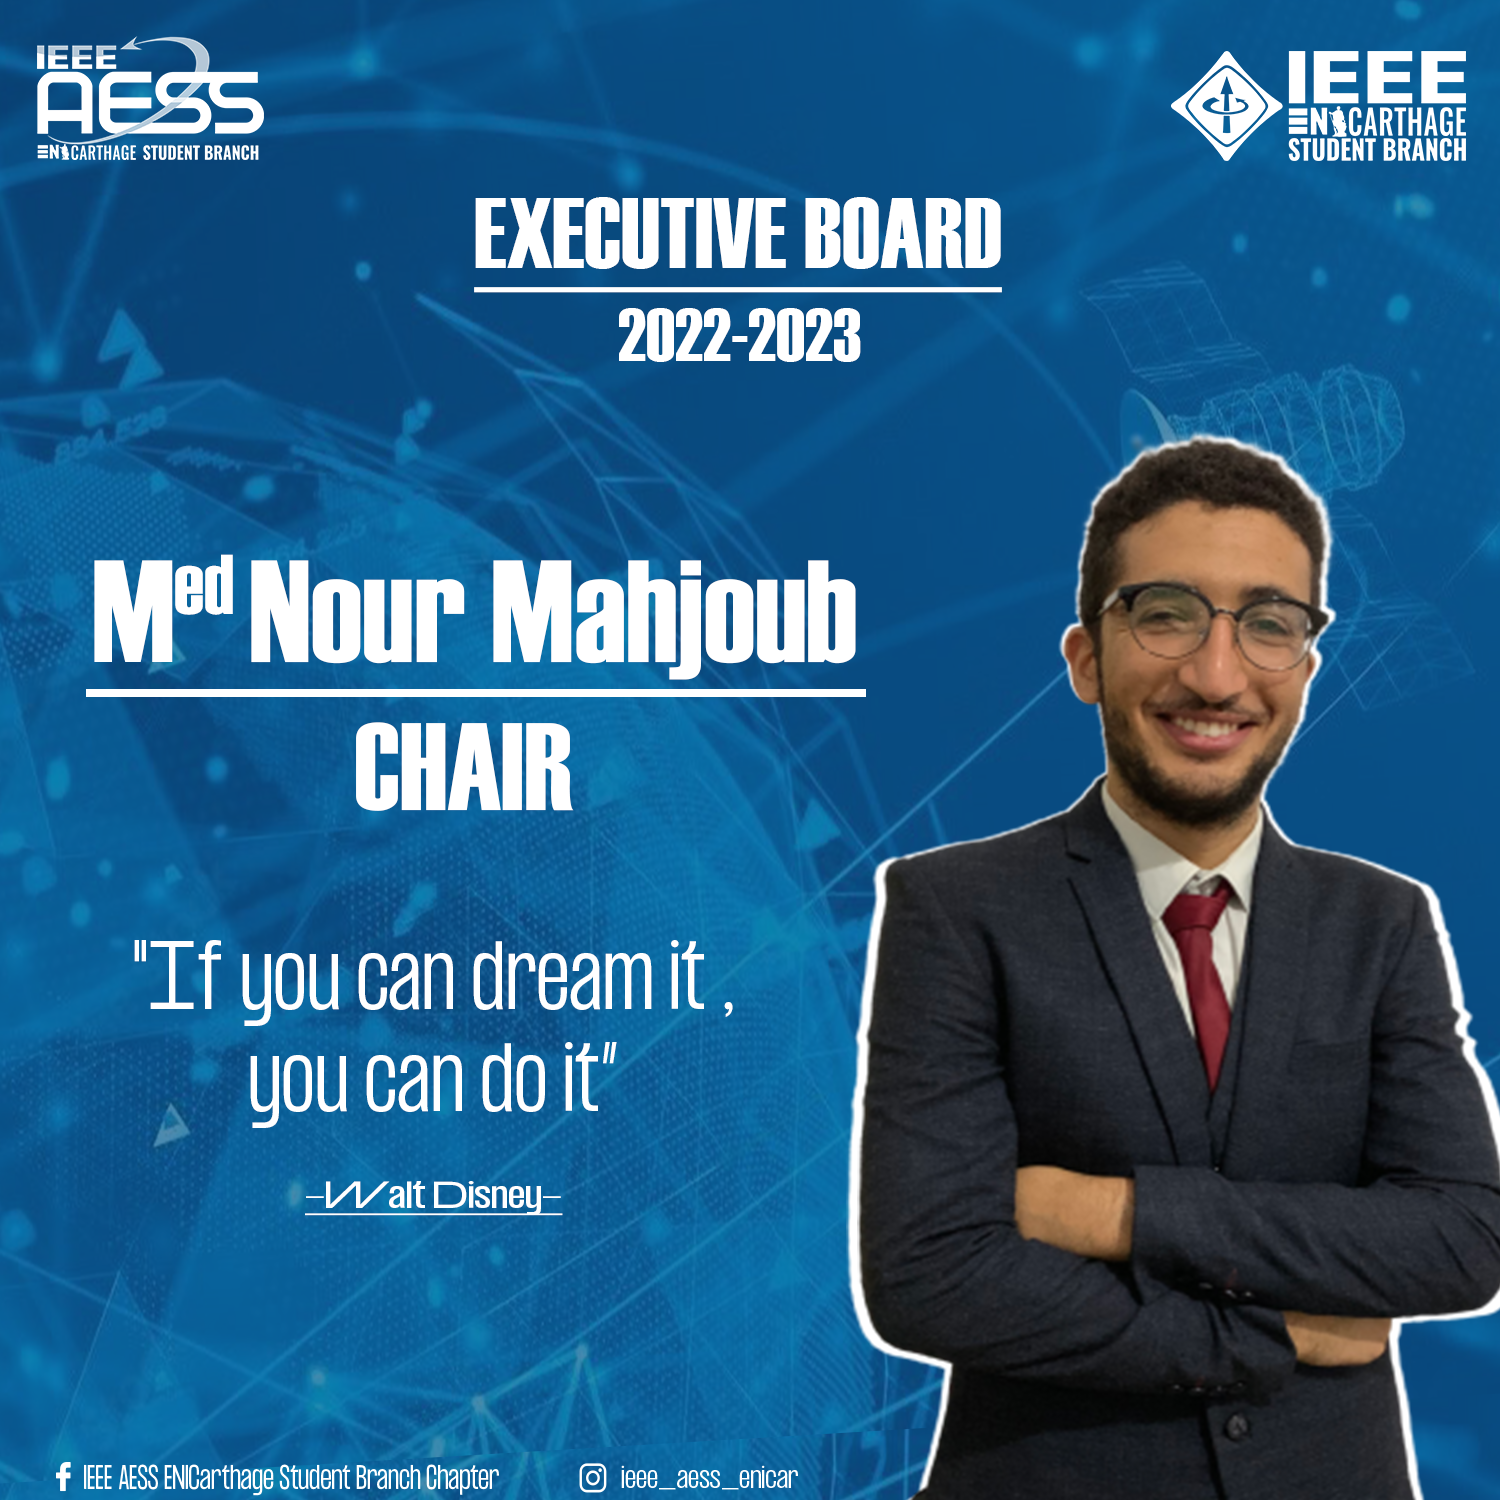 IEEE
AESS
ENICARTHAGE STUDENT BRANCH
IEEE
ENICARTHAGE
STUDENT BRANCH
EXECUTIVE BOARD
2022-2023
Med Nour Mahjoub
CHAIR
"If you can dream it ,
you can do it"
-Walt Disney-
IEEE AESS ENICarthage Student Branch Chapter
ieee_aess_enicar